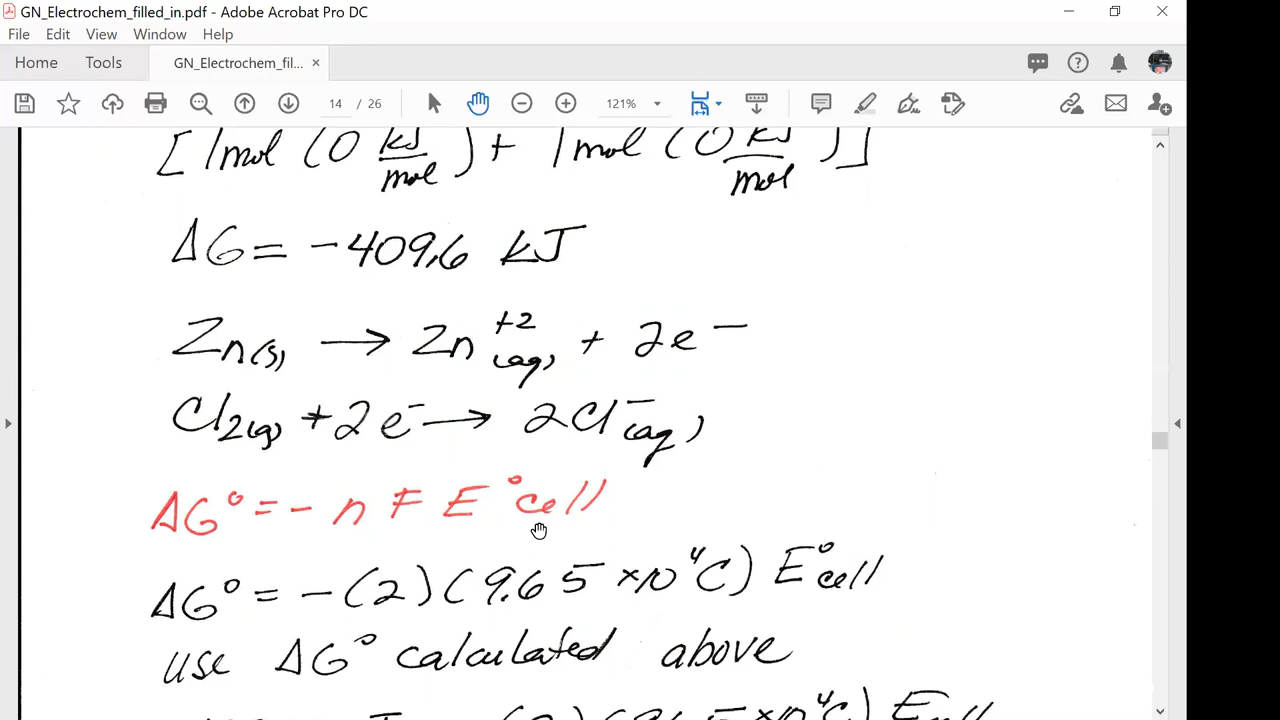 GN_Electrochem_filled_in.pdf - Adobe Acrobat Pro DC
File Edit View Window Help
Home Tools GN_Electrochem_fil... ×
14 / 26 121%
[1mol (0 kJ/mol) + 1mol (0 kJ/mol)]
ΔG = -409.6 kJ
Zn(s) → Zn+2(aq) + 2e-
Cl2(g) + 2e- → 2Cl-(aq)
ΔG° = - n F E°cell
ΔG° = -(2)(9.65 ×10⁴C) E°cell
use ΔG° calculated above